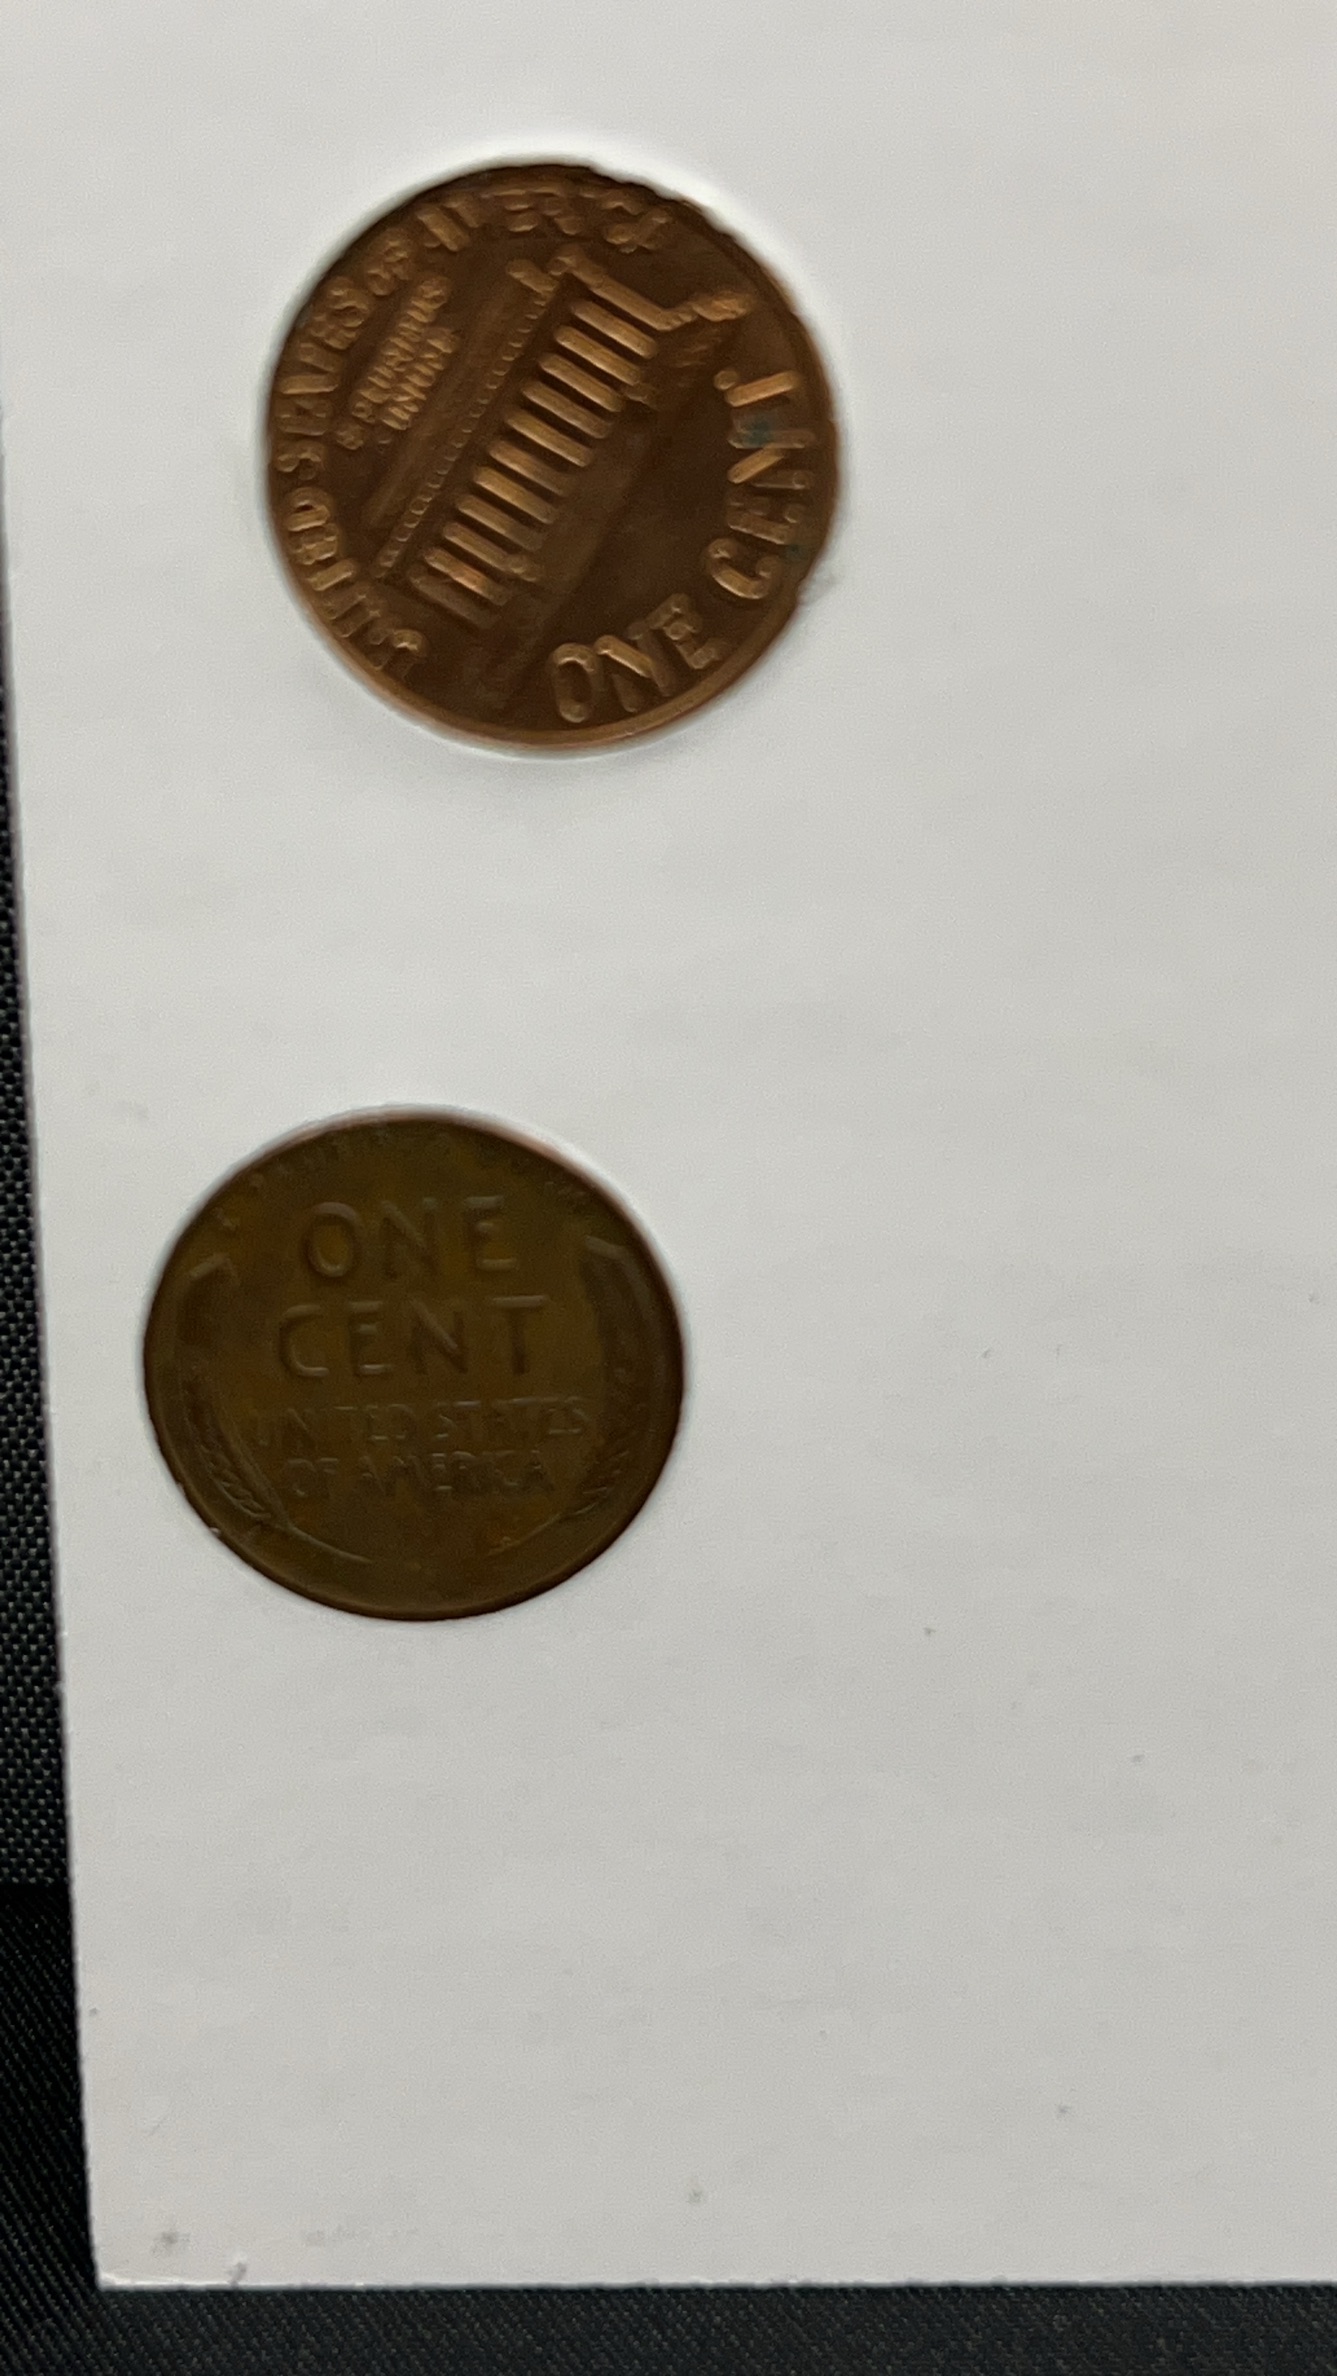 UNITED STATES OF AMERICA
E PLURIBUS
UNUM
ONE CENT
ONE
CENT
UNITED STATES
OF AMERICA